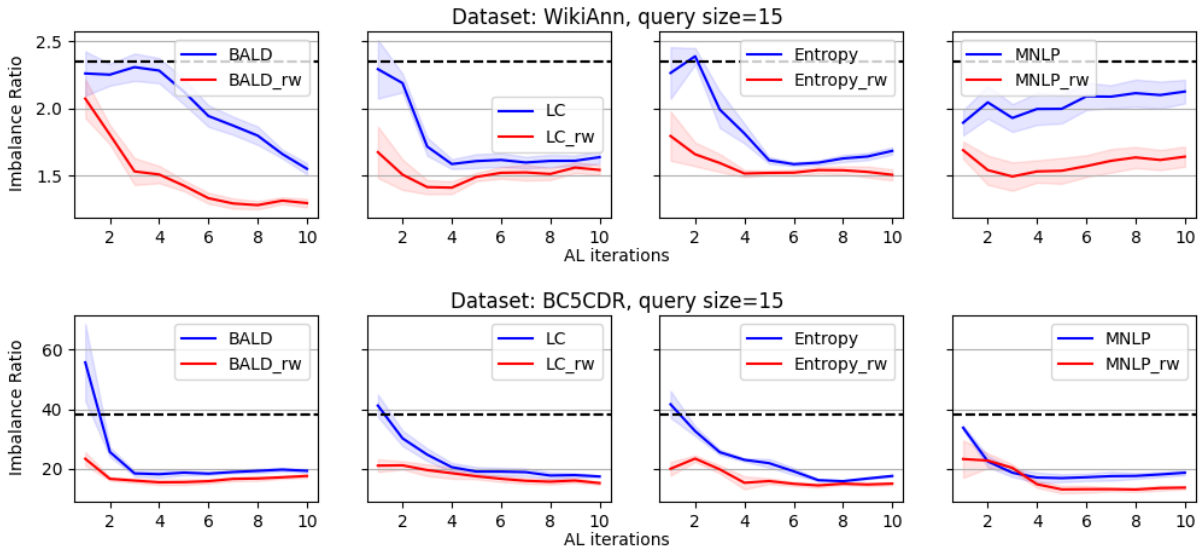 Dataset: WikiAnn, query size=15
Imbalance Ratio
2.5
2.0
1.5
BALD
BALD_rw
LC
LC_rw
Entropy
Entropy_rw
MNLP
MNLP_rw
2 4 6 8 10
2 4 6 8 10
2 4 6 8 10
2 4 6 8 10
AL iterations
Dataset: BC5CDR, query size=15
Imbalance Ratio
60
40
20
BALD
BALD_rw
LC
LC_rw
Entropy
Entropy_rw
MNLP
MNLP_rw
2 4 6 8 10
2 4 6 8 10
2 4 6 8 10
2 4 6 8 10
AL iterations